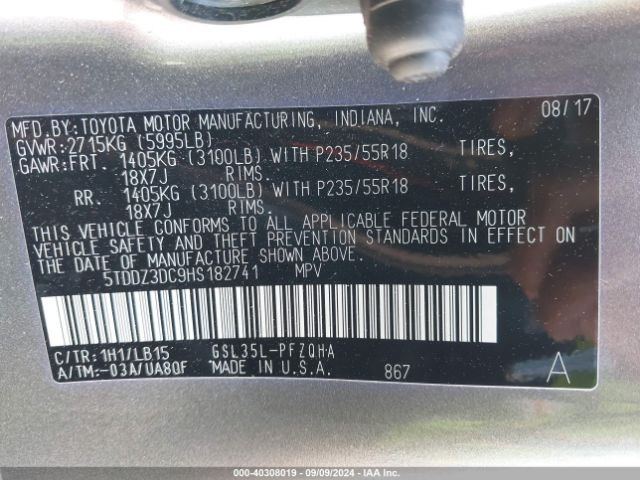 MFD.BY:TOYOTA MOTOR MANUFACTURING, INDIANA, INC. 08/17
GVWR:2715KG (5995LB)
GAWR:FRT. 1405KG (3100LB) WITH P235/55R18 TIRES,
18X7J RIMS.
RR. 1405KG (3100LB) WITH P235/55R18 TIRES,
18X7J RIMS.
THIS VEHICLE CONFORMS TO ALL APPLICABLE FEDERAL MOTOR
VEHICLE SAFETY AND THEFT PREVENTION STANDARDS IN EFFECT ON
THE DATE OF MANUFACTURE SHOWN ABOVE.
5TDDZ3DC9HS182741 MPV
C/TR:1H1/LB15 GSL35L-PFZQHA
A/TM:-03A/UA80F MADE IN U.S.A. 867 A
000-40308019 - 09/09/2024 - IAA Inc.